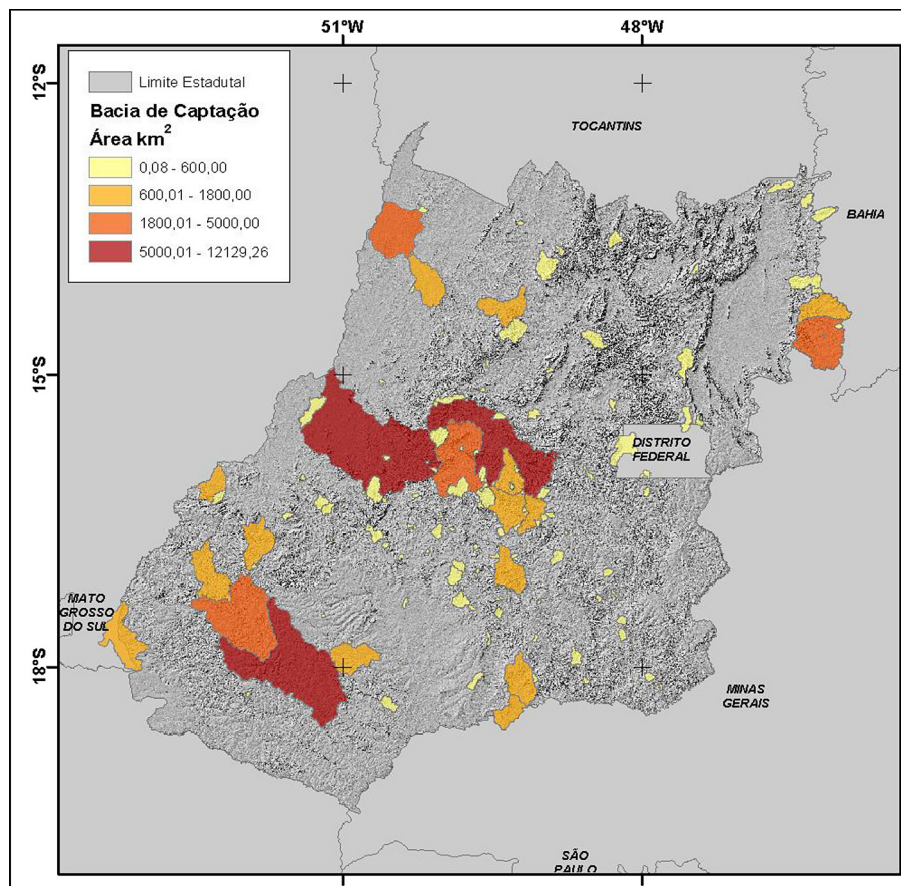 51°W 48°W
12°S
Limite Estadutal
Bacia de Captação
Área km²
0,08 - 600,00
600,01 - 1800,00
1800,01 - 5000,00
5000,01 - 12129,26
TOCANTINS
BAHIA
15°S
DISTRITO
FEDERAL
MATO
GROSSO
DO SUL
18°S
MINAS
GERAIS
SÃO
PAULO
51°W 48°W